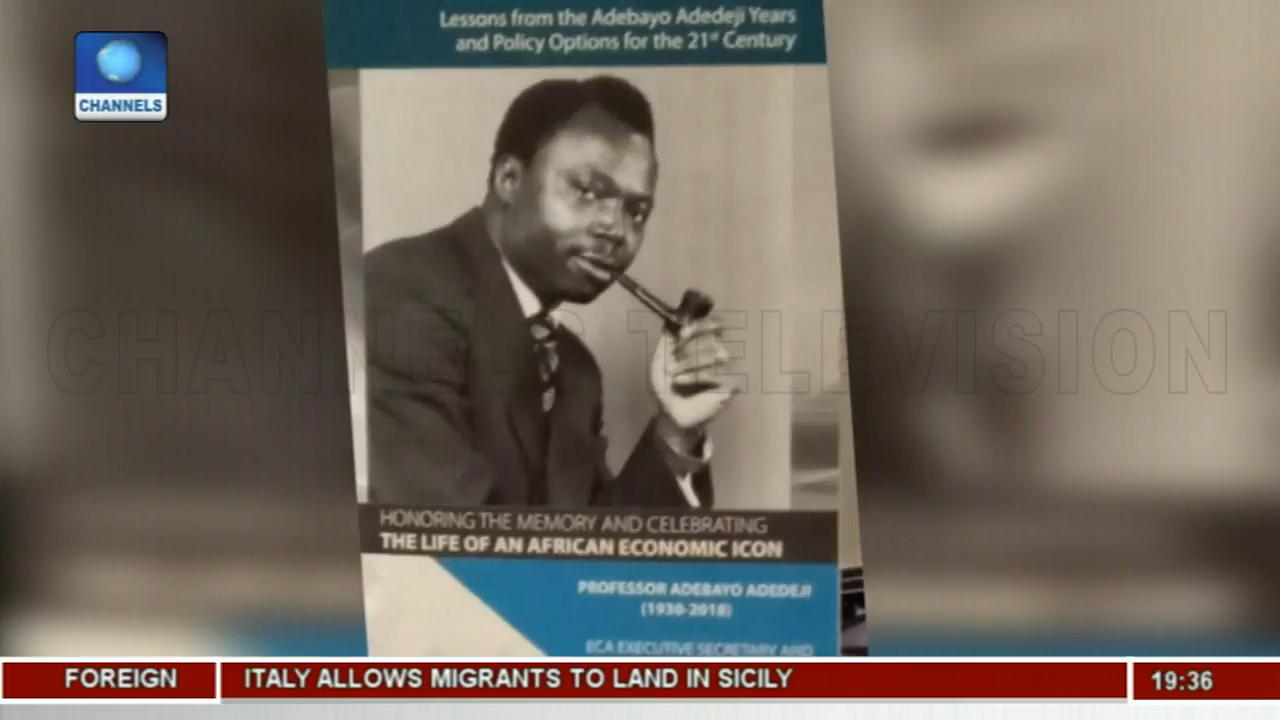 Lessons from the Adebayo Adedeji Years
and Policy Options for the 21st Century
CHANNELS
CHANNELS TELEVISION
HONORING THE MEMORY AND CELEBRATING
THE LIFE OF AN AFRICAN ECONOMIC ICON
PROFESSOR ADEBAYO ADEDEJI
(1930-2018)
ECA EXECUTIVE SECRETARY AND
FOREIGN
ITALY ALLOWS MIGRANTS TO LAND IN SICILY
19:36